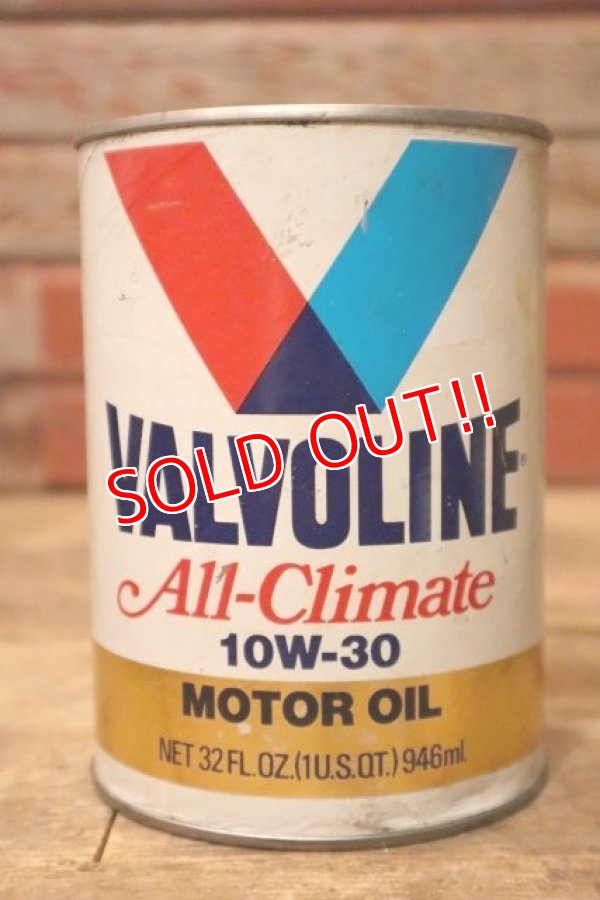 SOLD OUT!!
VALVOLINE®
All-Climate
10W-30
MOTOR OIL
NET 32 FL. OZ. (1 U.S. QT.) 946ml.